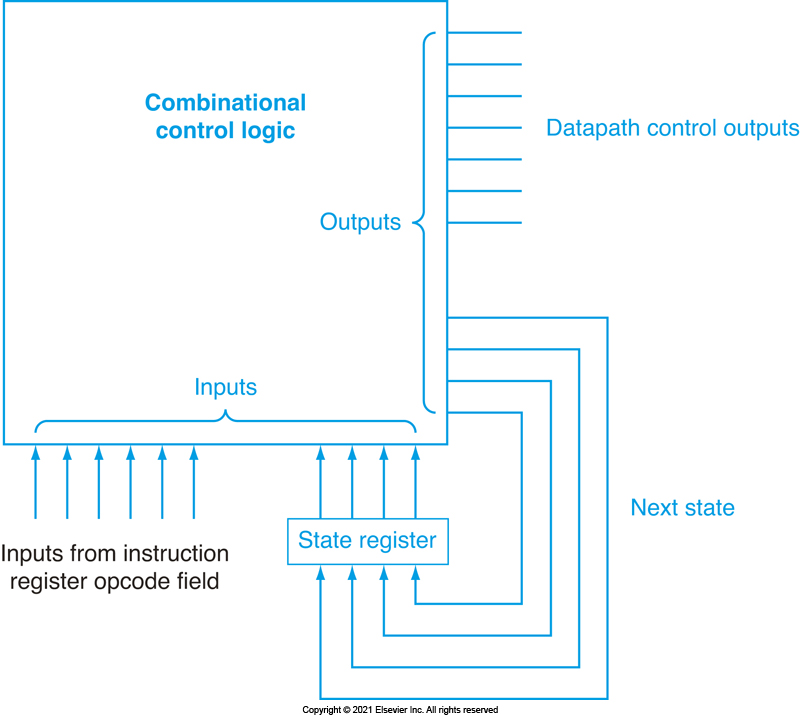 Combinational
control logic
Datapath control outputs
Outputs
Inputs
Next state
State register
Inputs from instruction
register opcode field
Copyright © 2021 Elsevier Inc. All rights reserved